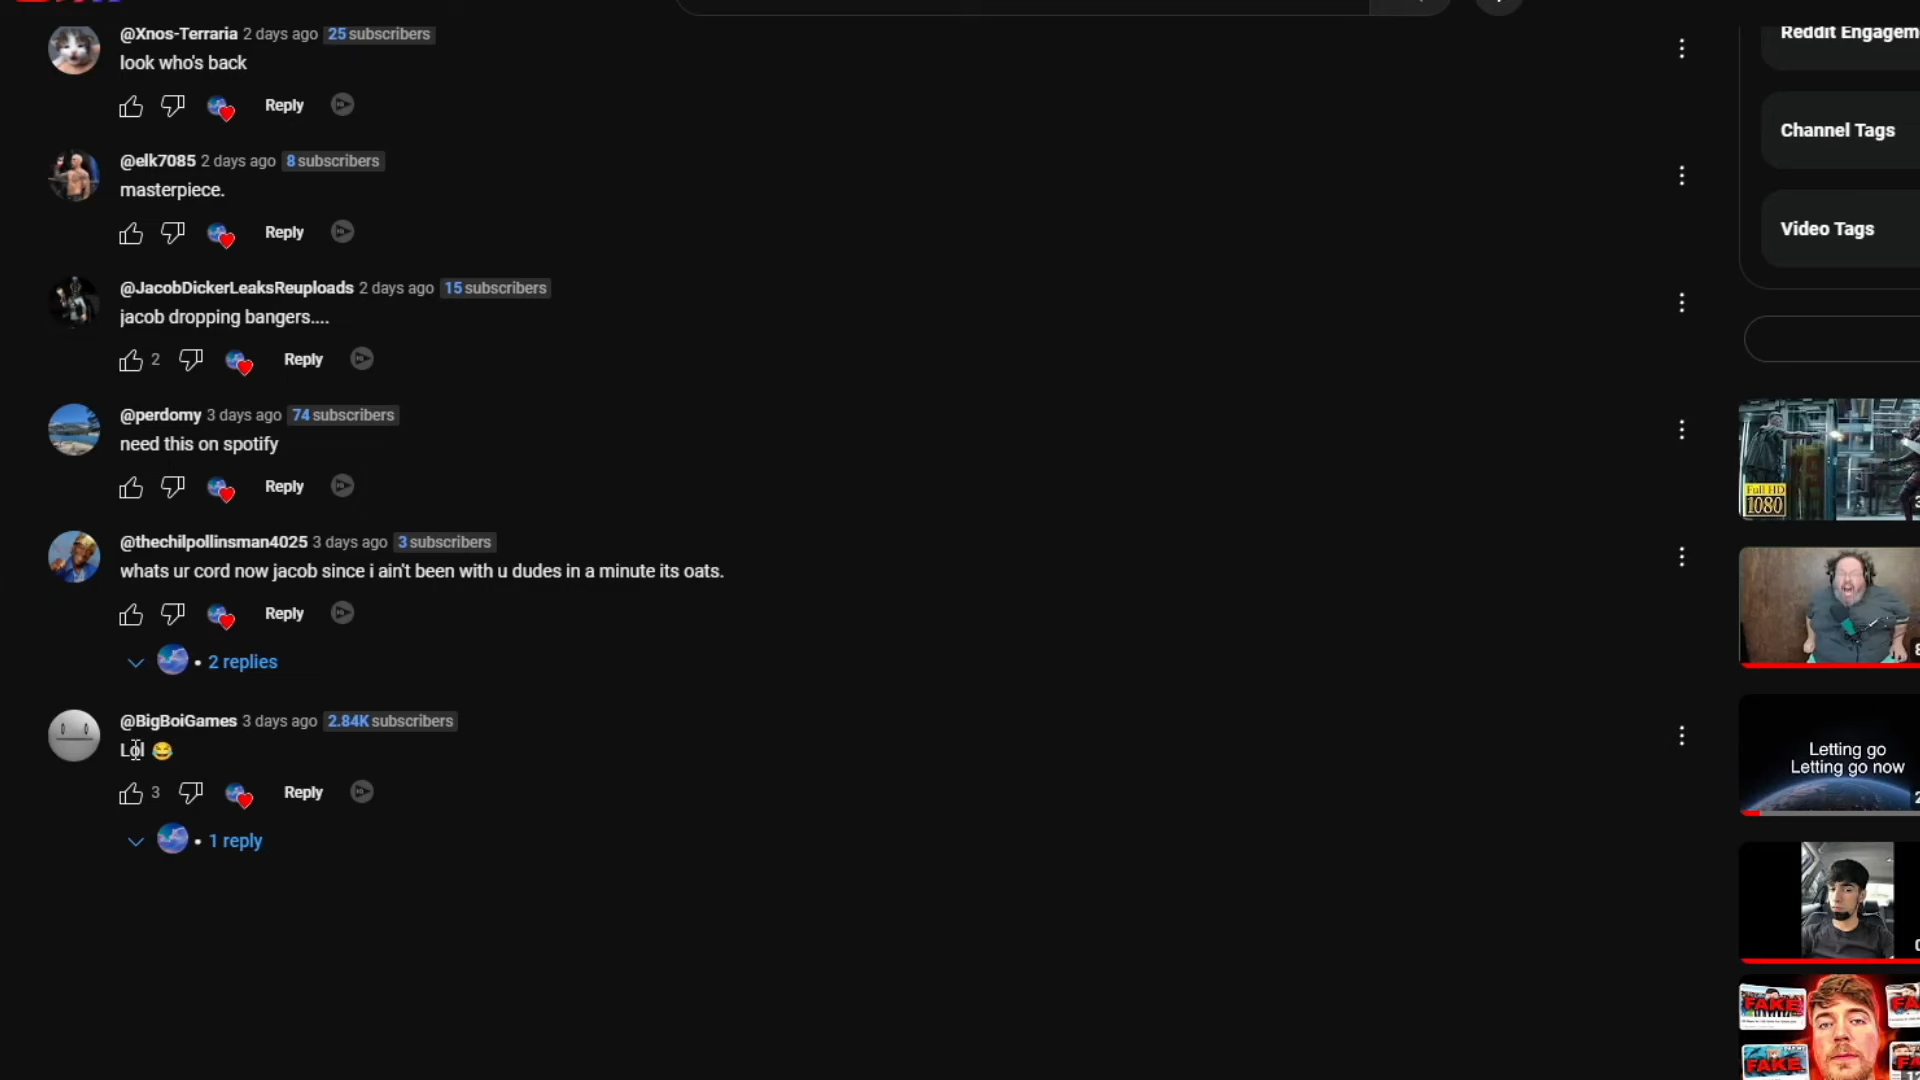 @Xnos-Terraria 2 days ago 25 subscribers
look who's back
Reply
@elk7085 2 days ago 8 subscribers
masterpiece.
Reply
@JacobDickerLeaksReuploads 2 days ago 15 subscribers
jacob dropping bangers....
2 Reply
@perdomy 3 days ago 74 subscribers
need this on spotify
Reply
@thechilpollinsman4025 3 days ago 3 subscribers
whats ur cord now jacob since i ain't been with u dudes in a minute its oats.
Reply
• 2 replies
@BigBoiGames 3 days ago 2.84K subscribers
Lol 😂
3 Reply
• 1 reply
Reddit Engagem
Channel Tags
Video Tags
Full HD
1080
Letting go
Letting go now
FAKE
FAKE